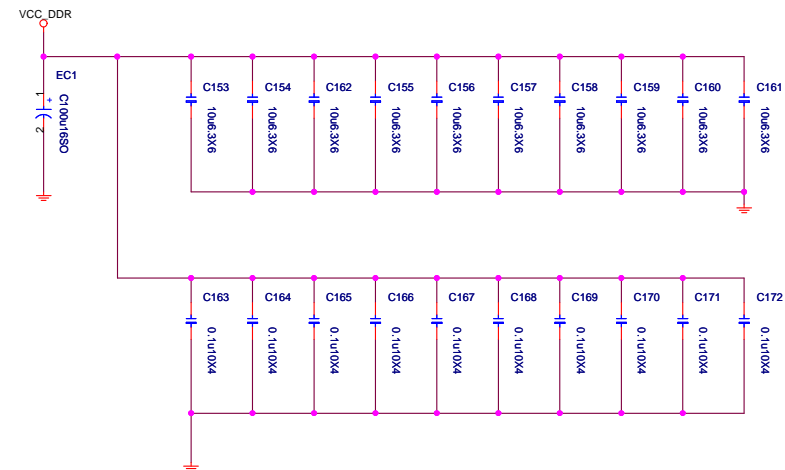 VCC_DDR
EC1
1
+
C100u16SO
2
C153
10u6.3X6
C154
10u6.3X6
C162
10u6.3X6
C155
10u6.3X6
C156
10u6.3X6
C157
10u6.3X6
C158
10u6.3X6
C159
10u6.3X6
C160
10u6.3X6
C161
10u6.3X6
C163
0.1u10X4
C164
0.1u10X4
C165
0.1u10X4
C166
0.1u10X4
C167
0.1u10X4
C168
0.1u10X4
C169
0.1u10X4
C170
0.1u10X4
C171
0.1u10X4
C172
0.1u10X4